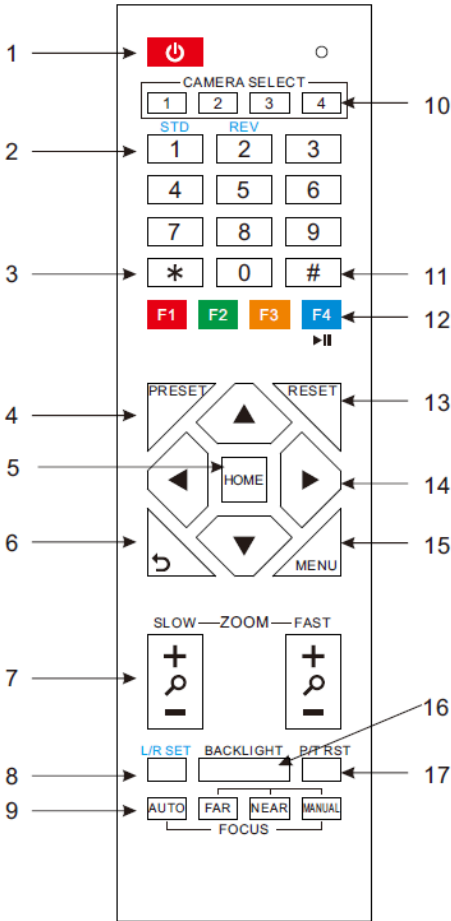 1
CAMERA SELECT
1 2 3 4
10
STD REV
2
1 2 3
4 5 6
7 8 9
3
* 0 #
11
F1 F2 F3 F4
12
PRESET RESET
4
13
5
HOME
14
6
MENU
15
SLOW ZOOM FAST
+ +
7
- -
16
L/R SET BACKLIGHT P/T RST
8
17
9
AUTO FAR NEAR MANUAL
FOCUS